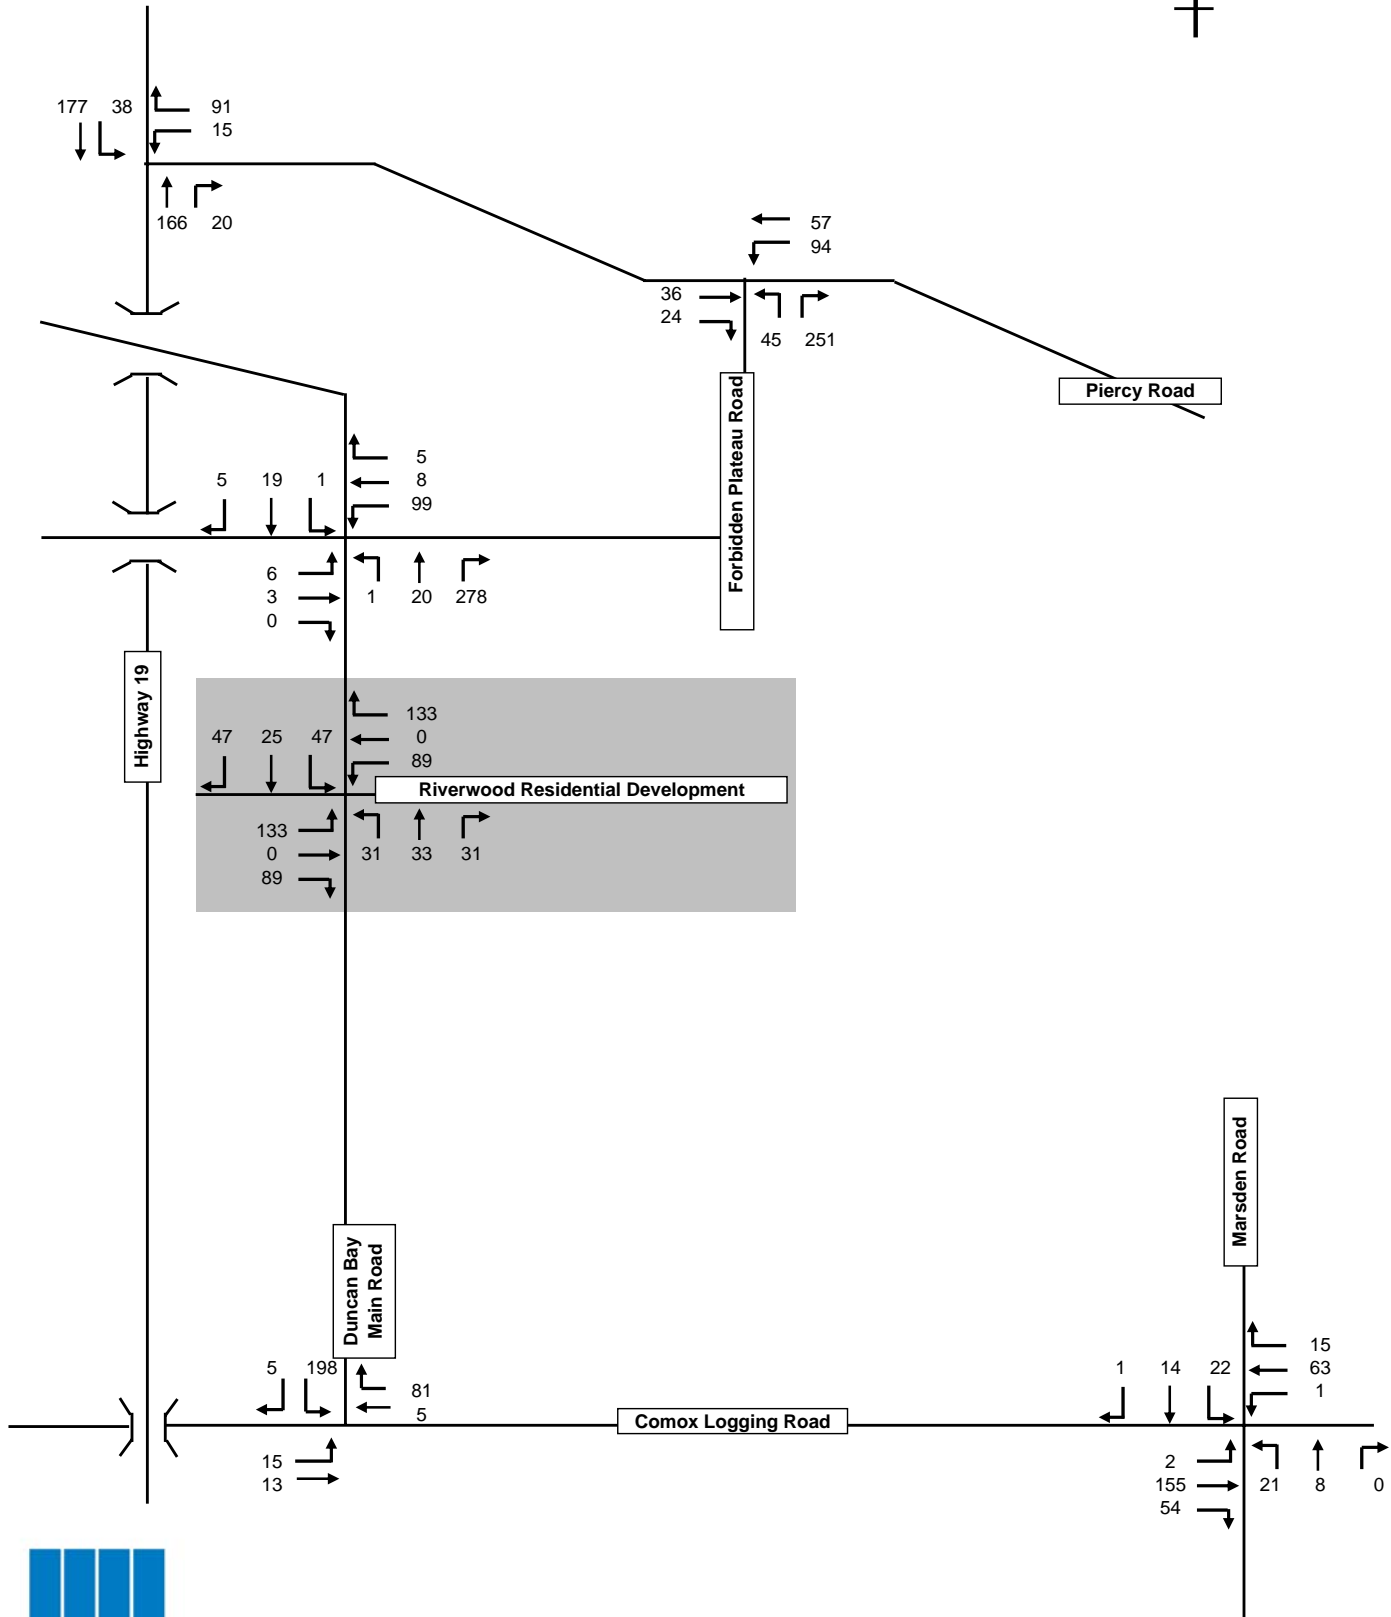 177 38 91
15
166 20
57
94
36
24
45 251
Piercy Road
Forbidden Plateau Road
5
5 19 1 8
99
6
3 1 20 278
0
Highway 19
133
47 25 47 0
89
Riverwood Residential Development
133
0 31 33 31
89
Marsden Road
Duncan Bay
Main Road
15
5 198 1 14 22 63
81 1
5
Comox Logging Road
15 2
13 155 21 8 0
54